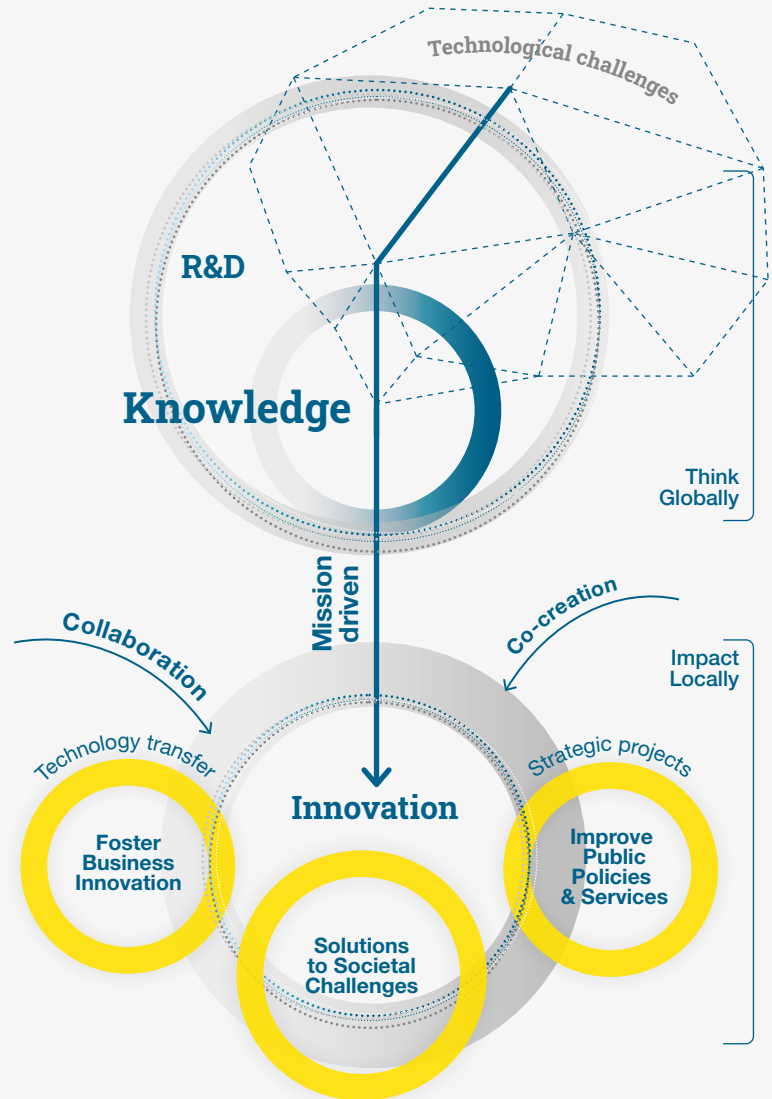 Technological challenges
R&D
Knowledge
Think
Globally
Mission
driven
Collaboration
Co-creation
Impact
Locally
Technology transfer
Strategic projects
Innovation
Foster
Business
Innovation
Improve
Public
Policies
& Services
Solutions
to Societal
Challenges